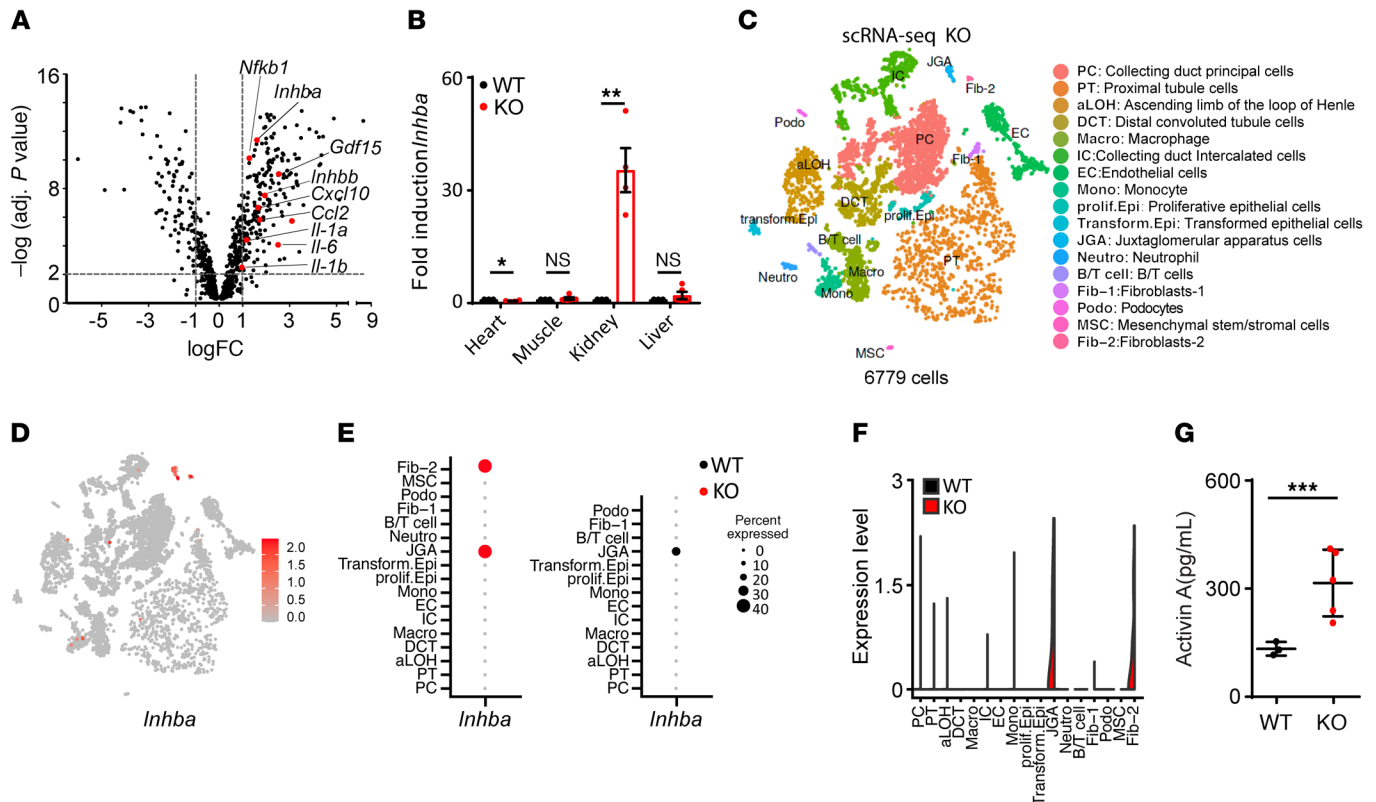 A
16
12
8
4
2
0
–log (adj. P value)
Nfkb1
Inhba
Gdf15
Inhbb
Cxcl10
Ccl2
Il-1a
Il-6
Il-1b
-5
-3
-1
0
1
3
5
9
logFC
B
60
30
0
Fold induction Inhba
WT
KO
*
NS
**
NS
Heart
Muscle
Kidney
Liver
C
scRNA-seq KO
IC
JGA
Fib-2
Podo
PC
EC
Fib-1
aLOH
DCT
prolif.Epi
transform.Epi
B/T cell
PT
Neutro
Macro
Mono
MSC
6779 cells
PC: Collecting duct principal cells
PT: Proximal tubule cells
aLOH: Ascending limb of the loop of Henle
DCT: Distal convoluted tubule cells
Macro: Macrophage
IC:Collecting duct Intercalated cells
EC:Endothelial cells
Mono: Monocyte
prolif.Epi: Proliferative epithelial cells
Transform.Epi: Transformed epithelial cells
JGA: Juxtaglomerular apparatus cells
Neutro: Neutrophil
B/T cell: B/T cells
Fib–1:Fibroblasts-1
Podo: Podocytes
MSC: Mesenchymal stem/stromal cells
Fib–2:Fibroblasts-2
D
2.0
1.5
1.0
0.5
0.0
Inhba
E
Fib–2
MSC
Podo
Fib–1
B/T cell
Neutro
JGA
Transform.Epi
prolif.Epi
Mono
EC
IC
Macro
DCT
aLOH
PT
PC
Inhba
Podo
Fib–1
B/T cell
JGA
Transform.Epi
prolif.Epi
Mono
EC
IC
Macro
DCT
aLOH
PT
PC
Inhba
WT
KO
Percent
expressed
0
10
20
30
40
F
3
1.5
0
Expression level
WT
KO
PC
PT
aLOH
DCT
Macro
IC
EC
Mono
prolif.Epi
Transform.Epi
JGA
Neutro
B/T cell
Fib–1
Podo
MSC
Fib–2
G
600
300
0
Activin A(pg/mL)
***
WT
KO